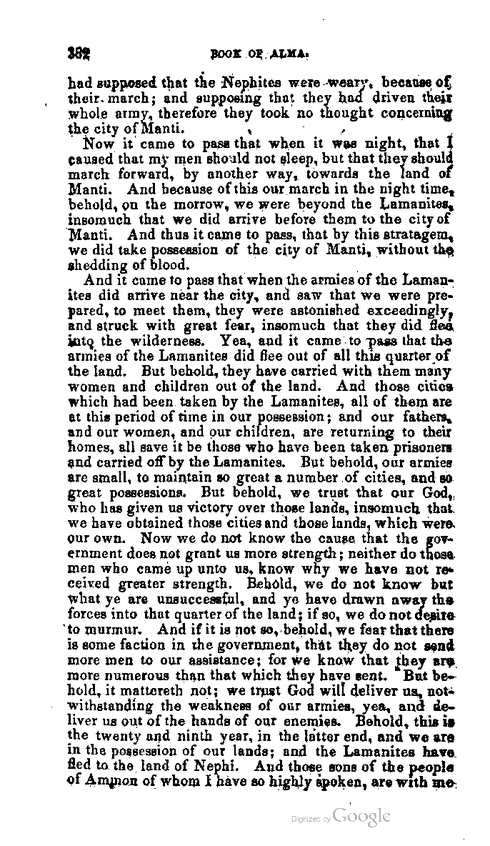 382 BOOK OF ALMA.
had supposed that the Nephites were weary, because of
their march; and supposing that they had driven their
whole army, therefore they took no thought concerning
the city of Manti.
Now it came to pass that when it was night, that I
caused that my men should not sleep, but that they should
march forward, by another way, towards the land of
Manti. And because of this our march in the night time,
behold, on the morrow, we were beyond the Lamanites,
insomuch that we did arrive before them to the city of
Manti. And thus it came to pass, that by this stratagem,
we did take possession of the city of Manti, without the
shedding of blood.
And it came to pass that when the armies of the Laman-
ites did arrive near the city, and saw that we were pre-
pared, to meet them, they were astonished exceedingly,
and struck with great fear, insomuch that they did flee
into the wilderness. Yea, and it came to pass that the
armies of the Lamanites did flee out of all this quarter of
the land. But behold, they have carried with them many
women and children out of the land. And those cities
which had been taken by the Lamanites, all of them are
at this period of time in our possession; and our fathers,
and our women, and our children, are returning to their
homes, all save it be those who have been taken prisoners
and carried off by the Lamanites. But behold, our armies
are small, to maintain so great a number of cities, and so
great possessions. But behold, we trust that our God,
who has given us victory over those lands, insomuch that
we have obtained those cities and those lands, which were
our own. Now we do not know the cause that the gov-
ernment does not grant us more strength; neither do those
men who came up unto us, know why we have not re-
ceived greater strength. Behold, we do not know but
what ye are unsuccessful, and ye have drawn away the
forces into that quarter of the land; if so, we do not desire
to murmur. And if it is not so, behold, we fear that there
is some faction in the government, that they do not send
more men to our assistance; for we know that they are
more numerous than that which they have sent. But be-
hold, it mattereth not; we trust God will deliver us, not-
withstanding the weakness of our armies, yea, and de-
liver us out of the hands of our enemies. Behold, this is
the twenty and ninth year, in the latter end, and we are
in the possession of our lands; and the Lamanites have
fled to the land of Nephi. And those sons of the people
of Ammon of whom I have so highly spoken, are with me
Digitized by Google